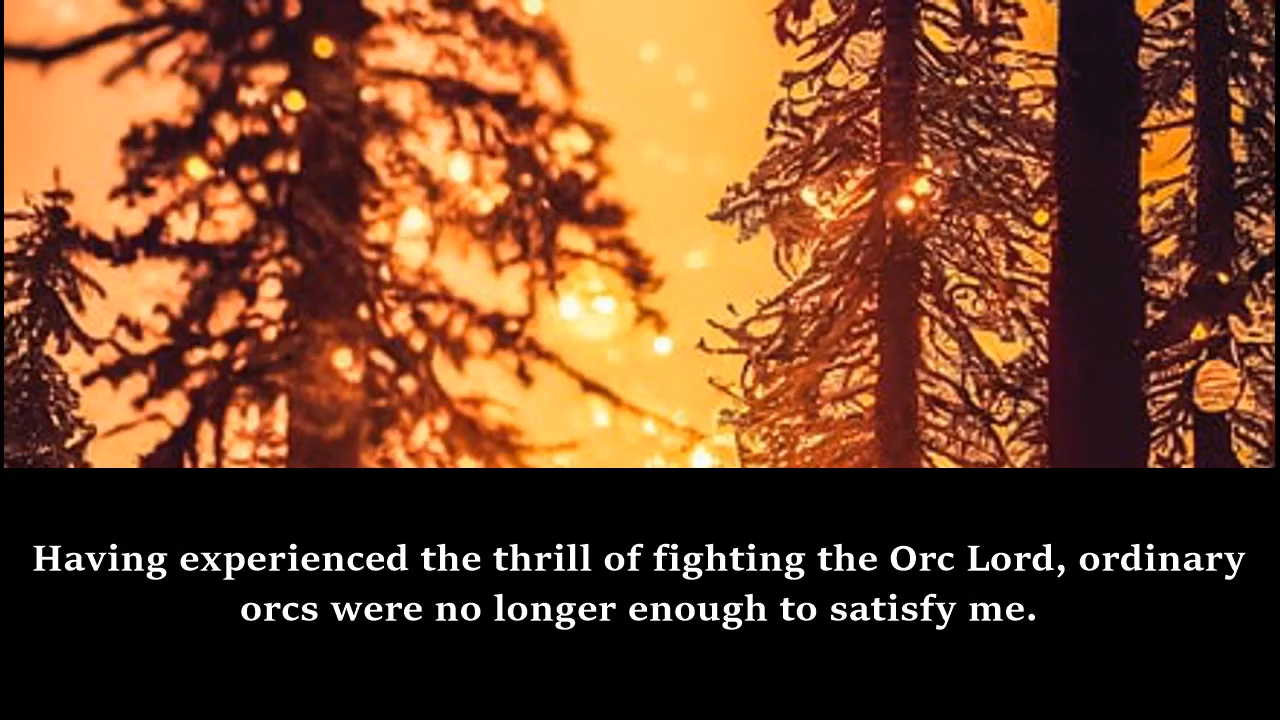 Having experienced the thrill of fighting the Orc Lord, ordinary
orcs were no longer enough to satisfy me.